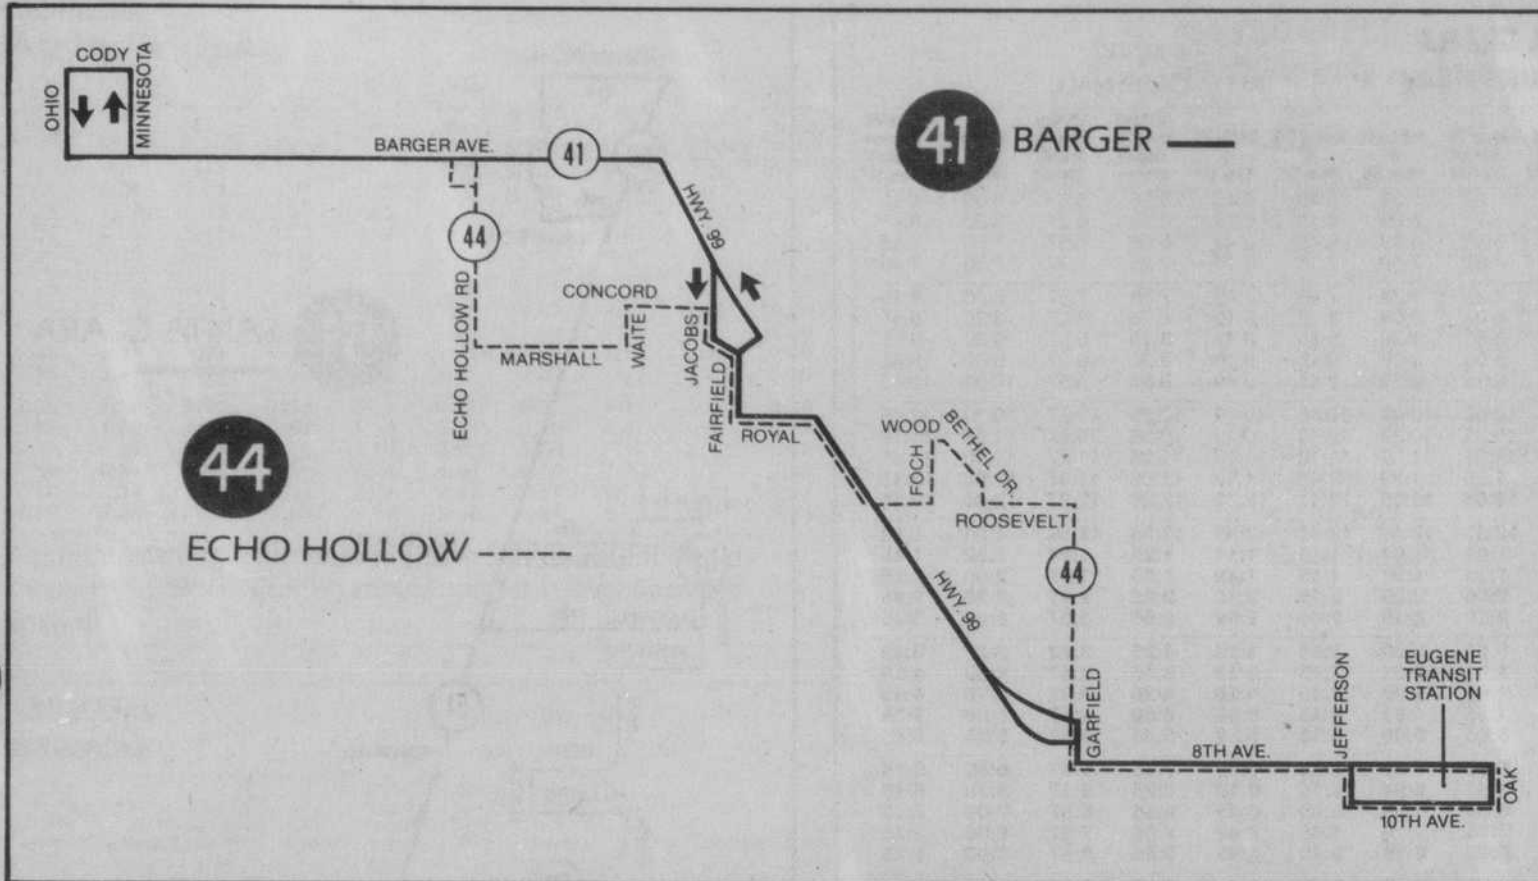 CODY
OHIO
MINNESOTA
BARGER AVE.
41
41 BARGER
HWY. 99
44
ECHO HOLLOW RD
CONCORD
WAITE
MARSHALL
JACOBS
FAIRFIELD
ROYAL
44
ECHO HOLLOW
WOOD
FOCH
BETHEL DR.
ROOSEVELT
44
HWY. 99
GARFIELD
8TH AVE.
JEFFERSON
EUGENE
TRANSIT
STATION
OAK
10TH AVE.